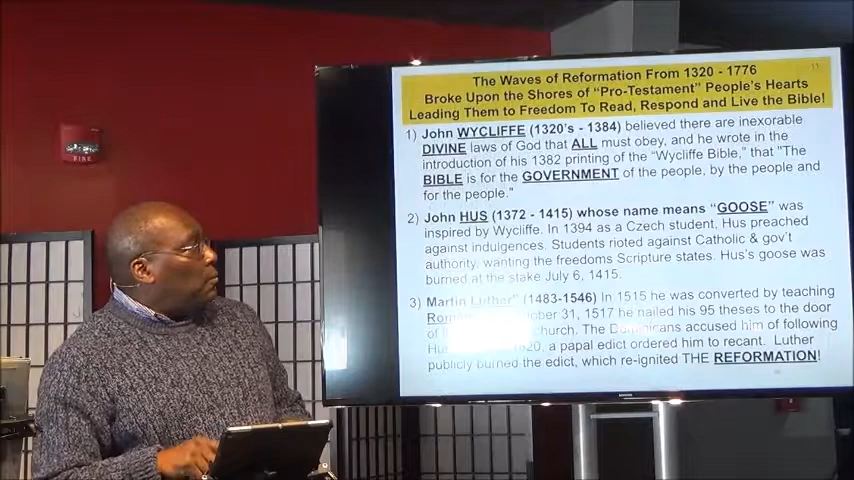 The Waves of Reformation From 1320 - 1776
Broke Upon the Shores of "Pro-Testament" People's Hearts
Leading Them to Freedom To Read, Respond and Live the Bible!
11
1) John WYCLIFFE (1320's - 1384) believed there are inexorable
DIVINE laws of God that ALL must obey, and he wrote in the
introduction of his 1382 printing of the "Wycliffe Bible," that "The
BIBLE is for the GOVERNMENT of the people, by the people and
for the people."
2) John HUS (1372 - 1415) whose name means "GOOSE" was
inspired by Wycliffe. In 1394 as a Czech student, Hus preached
against indulgences. Students rioted against Catholic & gov't
authority, wanting the freedoms Scripture states. Hus's goose was
burned at the stake July 6, 1415.
3) Martin Luther" (1483-1546) In 1515 he was converted by teaching
October 31, 1517 he nailed his 95 theses to the door
of church. The Dominicans accused him of following
a papal edict ordered him to recant. Luther
publicly burned the edict, which re-ignited THE REFORMATION!
FIRE